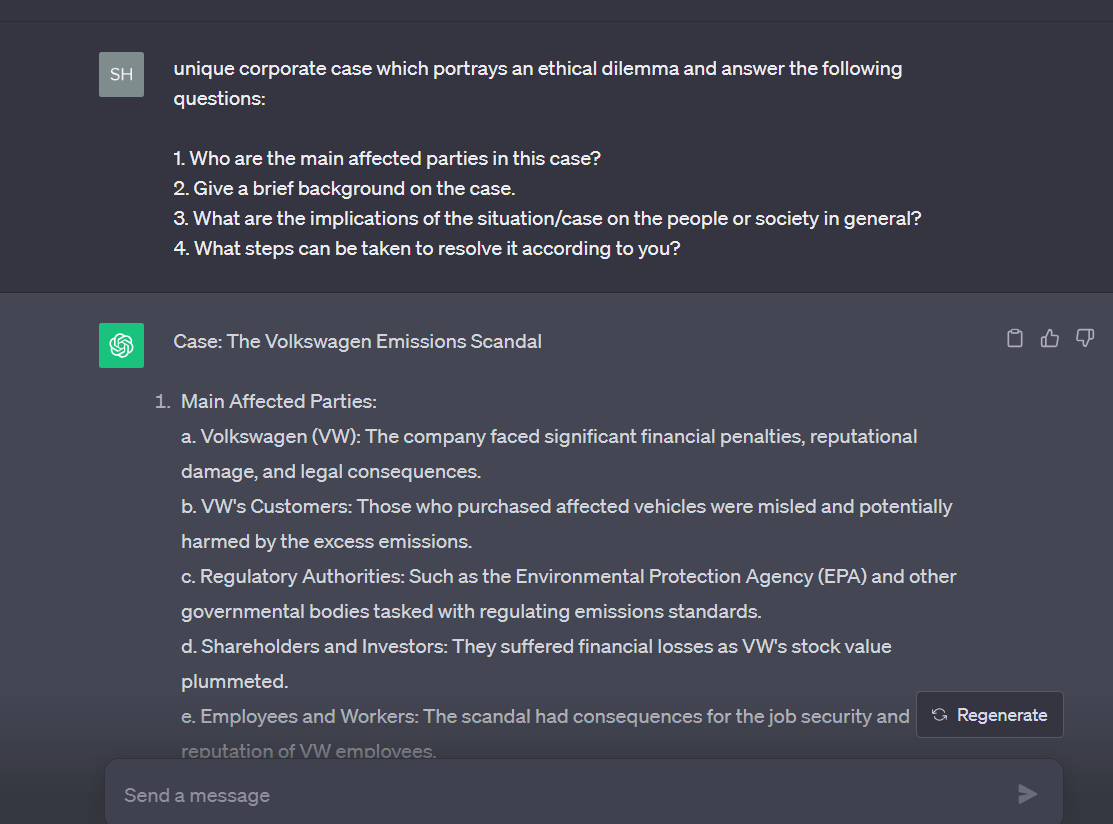 SH
unique corporate case which portrays an ethical dilemma and answer the following
questions:
1. Who are the main affected parties in this case?
2. Give a brief background on the case.
3. What are the implications of the situation/case on the people or society in general?
4. What steps can be taken to resolve it according to you?
Case: The Volkswagen Emissions Scandal
1. Main Affected Parties:
a. Volkswagen (VW): The company faced significant financial penalties, reputational
damage, and legal consequences.
b. VW's Customers: Those who purchased affected vehicles were misled and potentially
harmed by the excess emissions.
c. Regulatory Authorities: Such as the Environmental Protection Agency (EPA) and other
governmental bodies tasked with regulating emissions standards.
d. Shareholders and Investors: They suffered financial losses as VW's stock value
plummeted.
e. Employees and Workers: The scandal had consequences for the job security and
reputation of VW employees.
Regenerate
Send a message